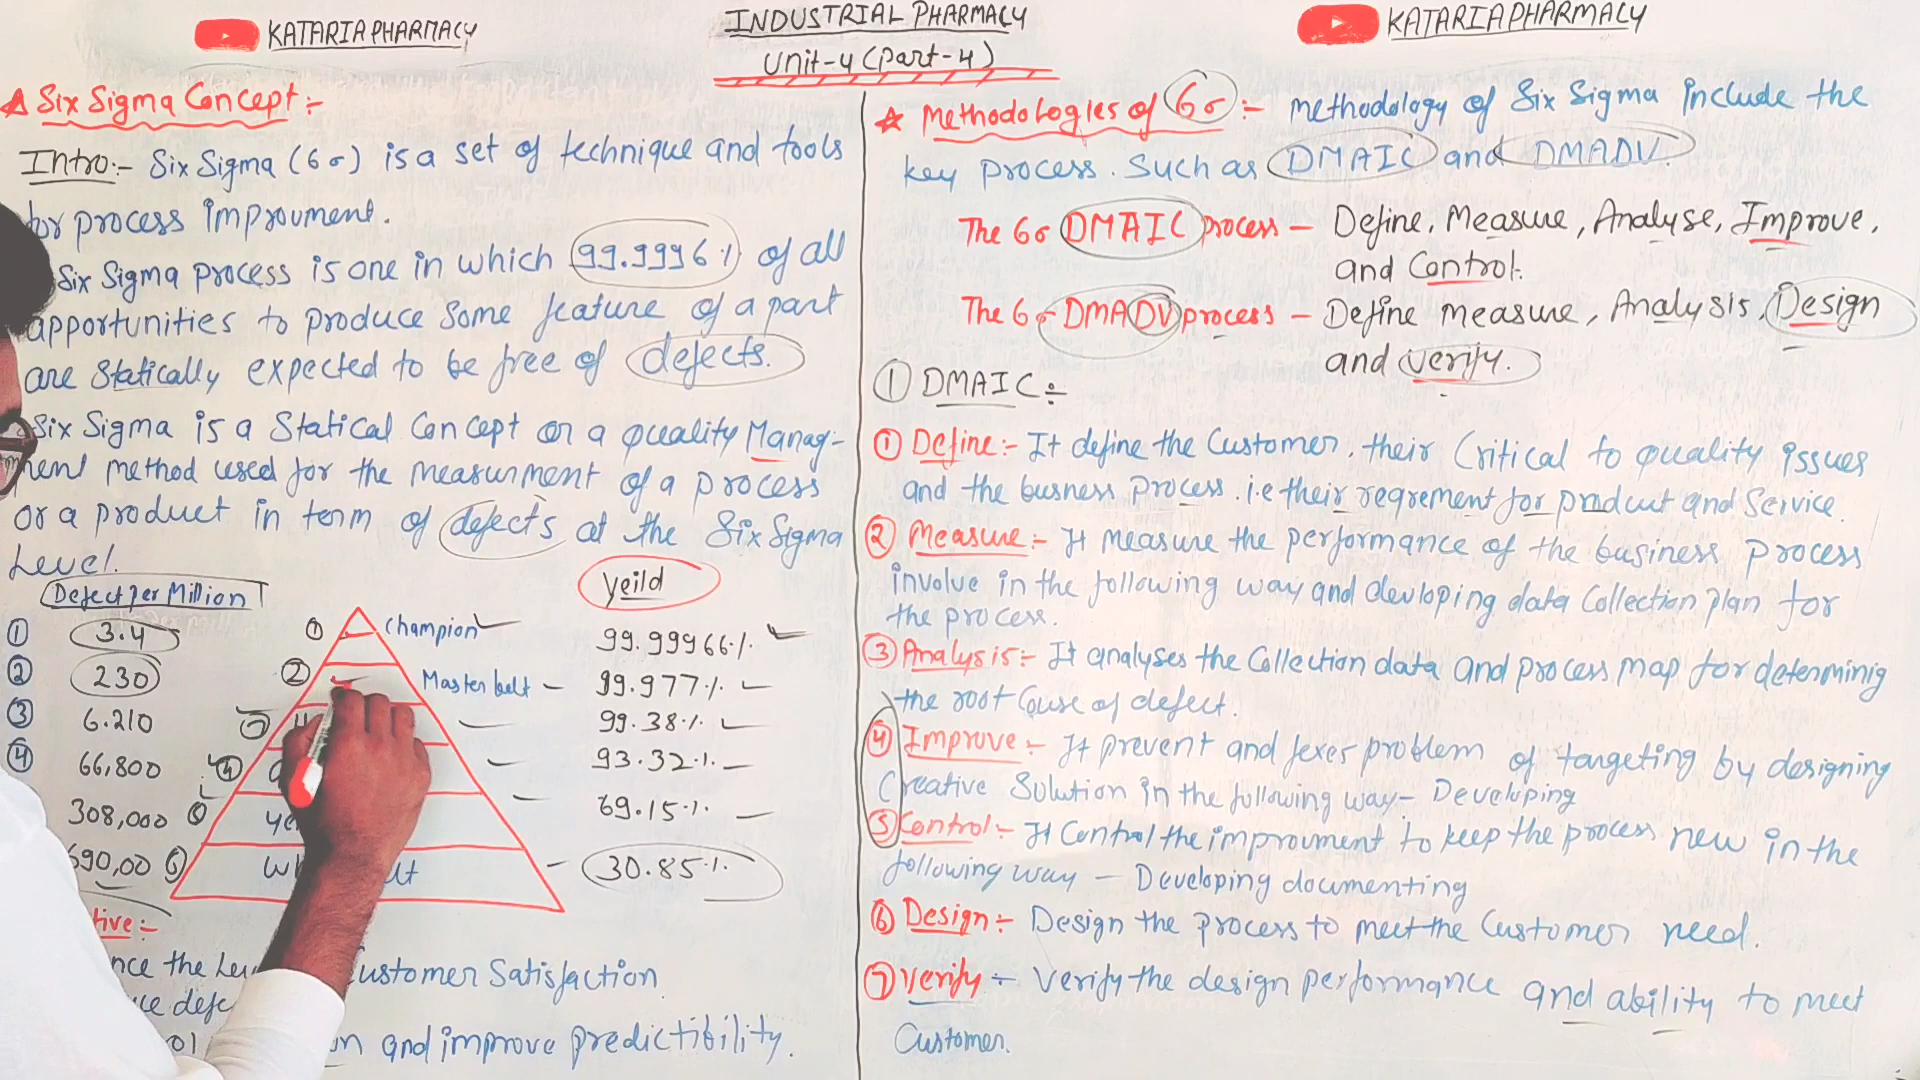 KATARIA PHARMACY
INDUSTRIAL PHARMACY
Unit-4 (Part-4)
KATARIA PHARMACY
Six Sigma Concept:-
Intro:- Six Sigma (6σ) is a set of technique and tools
for process improvment.
Six Sigma process is one in which 99.9996% of all
apportunities to produce some feature of a part
are Statically expected to be free of defects.
Six Sigma is a Statical Concept or a quality Manag-
ment method used for the measurment of a process
or a product in term of defects at the Six Sigma
Level.
Defect per Million
yeild
① 3.4 ① Champion 99.99966%
② 230 ② Master belt - 99.977%
③ 6.210 99.38%
④ 66,800 ④ 93.32%
308,000 69.15%
690,00 ⑥ 30.85%
Customer Satisfaction
and improve predictibility.
Methodologies of 6σ:- methodology of Six Sigma include the
key process. Such as DMAIC and DMADV.
The 6σ DMAIC process - Define, Measure, Analyse, Improve,
and Control.
The 6σ DMADV process - Define measure, Analysis, Design
and verify.
① DMAIC:-
① Define:- It define the Customer, their Critical to quality issues
and the busness process. i.e their reqrement for product and Service.
② Measure:- It measure the performance of the business process
involve in the following way and devloping data Collection plan for
the process.
③ Analysis:- It analyses the Collection data and process map for determinig
the root Couse of defect.
④ Improve:- It prevent and fexes problem of targeting by designing
Creative Solution in the following way- Developing
⑤ Control:- It Control the improvment to keep the process new in the
following way - Developing documenting
⑥ Design:- Design the process to meet the Customer need.
⑦ Verify:- Verify the design performance and ability to meet
Customer.